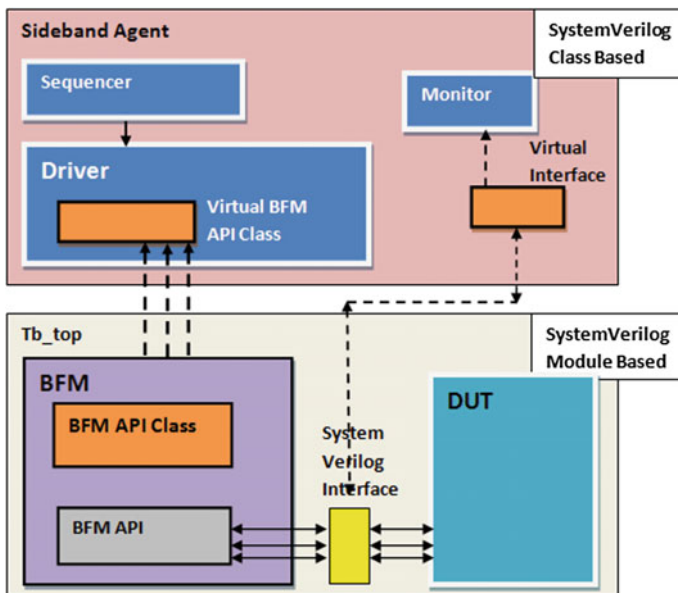 Sideband Agent
SystemVerilog
Class Based
Sequencer
Monitor
Driver
Virtual BFM
API Class
Virtual
Interface
Tb_top
SystemVerilog
Module Based
BFM
BFM API Class
BFM API
System
Verilog
Interface
DUT